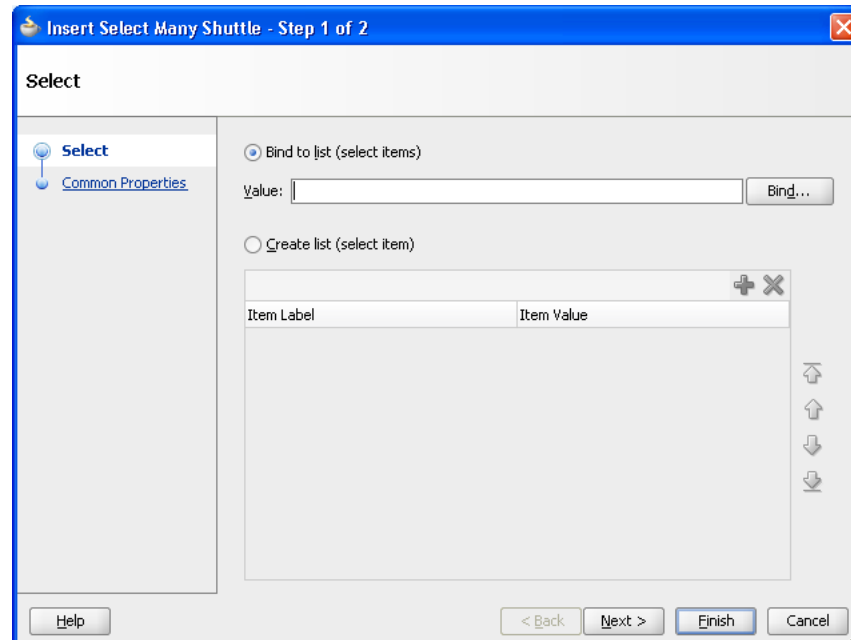 Insert Select Many Shuttle - Step 1 of 2
Select
Select
Common Properties
Bind to list (select items)
Value:
Bind...
Create list (select item)
Item Label Item Value
Help < Back Next > Finish Cancel